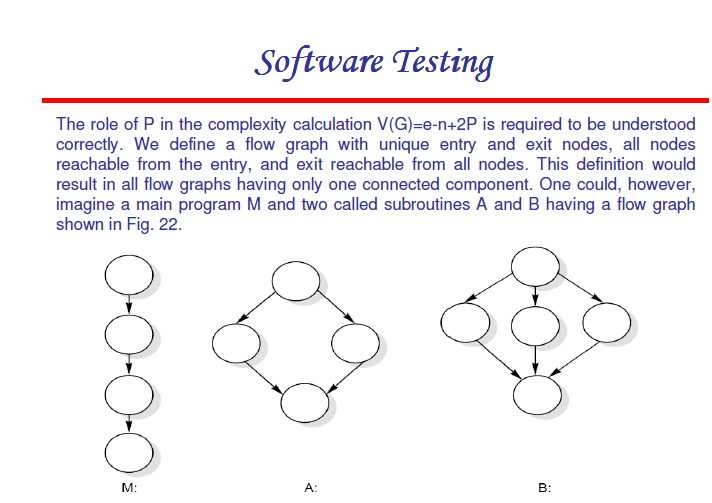 Software Testing
The role of P in the complexity calculation V(G)=e-n+2P is required to be understood
correctly. We define a flow graph with unique entry and exit nodes, all nodes
reachable from the entry, and exit reachable from all nodes. This definition would
result in all flow graphs having only one connected component. One could, however,
imagine a main program M and two called subroutines A and B having a flow graph
shown in Fig. 22.
M: A: B: